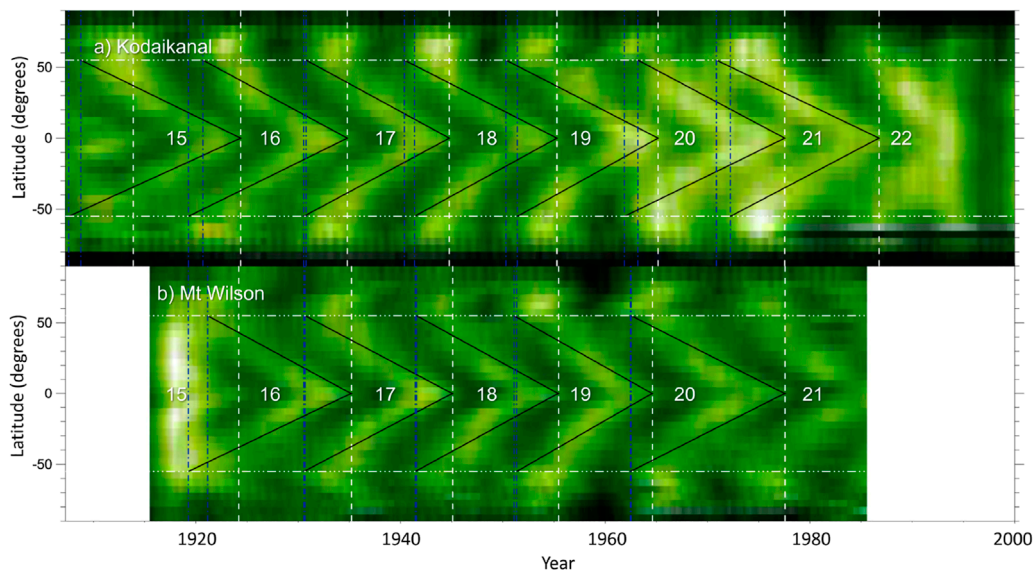 a) Kodaikanal
50
0
-50
Latitude (degrees)
15 16 17 18 19 20 21 22
b) Mt Wilson
50
0
-50
Latitude (degrees)
15 16 17 18 19 20 21
1920 1940 1960 1980 2000
Year